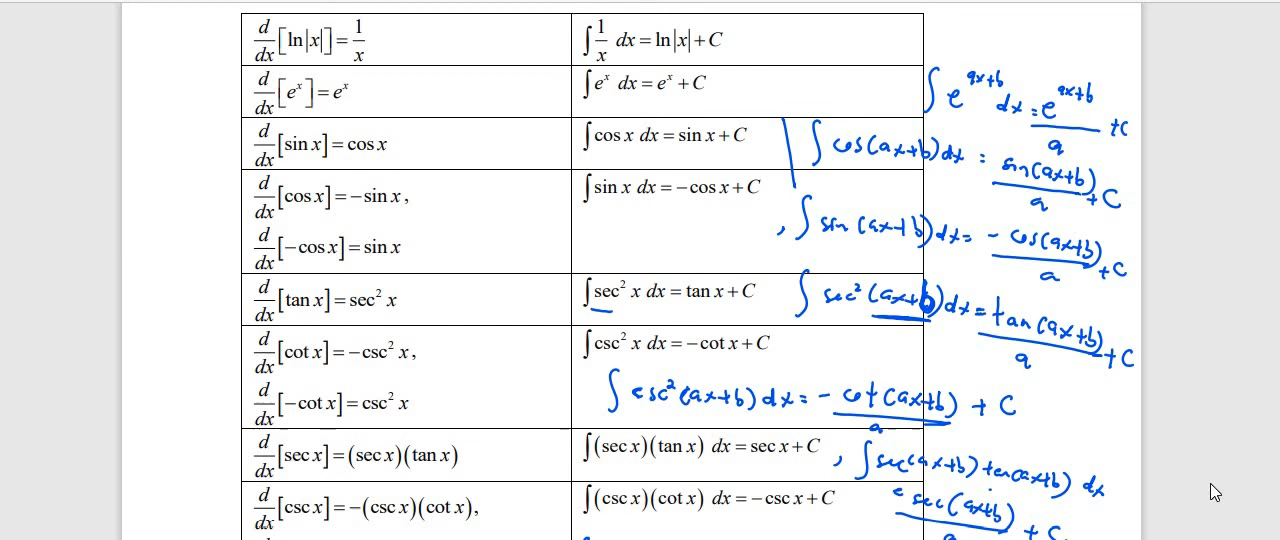 d/dx [ln|x|] = 1/x
∫ 1/x dx = ln|x| + C
d/dx [e^x] = e^x
∫ e^x dx = e^x + C
∫ e^(ax+b) dx = e^(ax+b)/a + C
d/dx [sin x] = cos x
∫ cos x dx = sin x + C
∫ cos(ax+b) dx = sin(ax+b)/a + C
d/dx [cos x] = −sin x,
∫ sin x dx = −cos x + C
, ∫ sin(ax+b) dx = − cos(ax+b)/a + C
d/dx [−cos x] = sin x
d/dx [tan x] = sec² x
∫ sec² x dx = tan x + C
∫ sec² (ax+b) dx = tan(ax+b)/a + C
d/dx [cot x] = −csc² x,
∫ csc² x dx = −cot x + C
d/dx [−cot x] = csc² x
∫ csc² (ax+b) dx = − cot(ax+b)/a + C
d/dx [sec x] = (sec x)(tan x)
∫ (sec x)(tan x) dx = sec x + C
, ∫ sec(ax+b) tan(ax+b) dx
= sec(ax+b)/a + C
d/dx [csc x] = −(csc x)(cot x),
∫ (csc x)(cot x) dx = −csc x + C